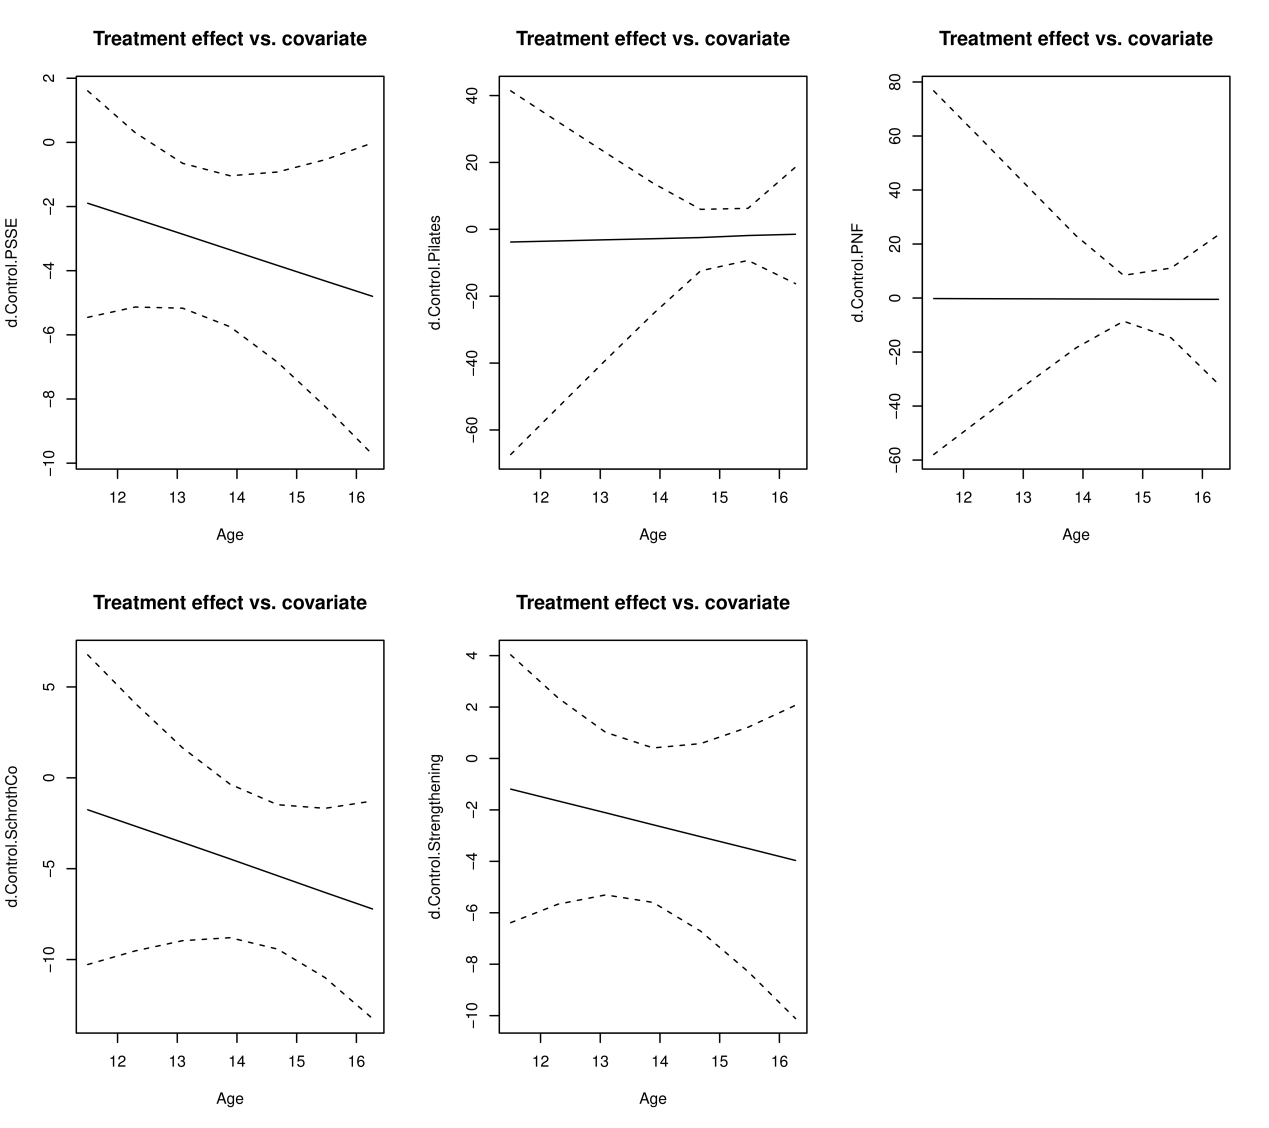 Treatment effect vs. covariate
d.Control.PSSE
2
0
−2
−4
−6
−8
−10
12 13 14 15 16
Age
Treatment effect vs. covariate
d.Control.Pilates
40
20
0
−20
−40
−60
12 13 14 15 16
Age
Treatment effect vs. covariate
d.Control.PNF
80
60
40
20
0
−20
−40
−60
12 13 14 15 16
Age
Treatment effect vs. covariate
d.Control.SchrothCo
5
0
−5
−10
12 13 14 15 16
Age
Treatment effect vs. covariate
d.Control.Strengthening
4
2
0
−2
−4
−6
−8
−10
12 13 14 15 16
Age